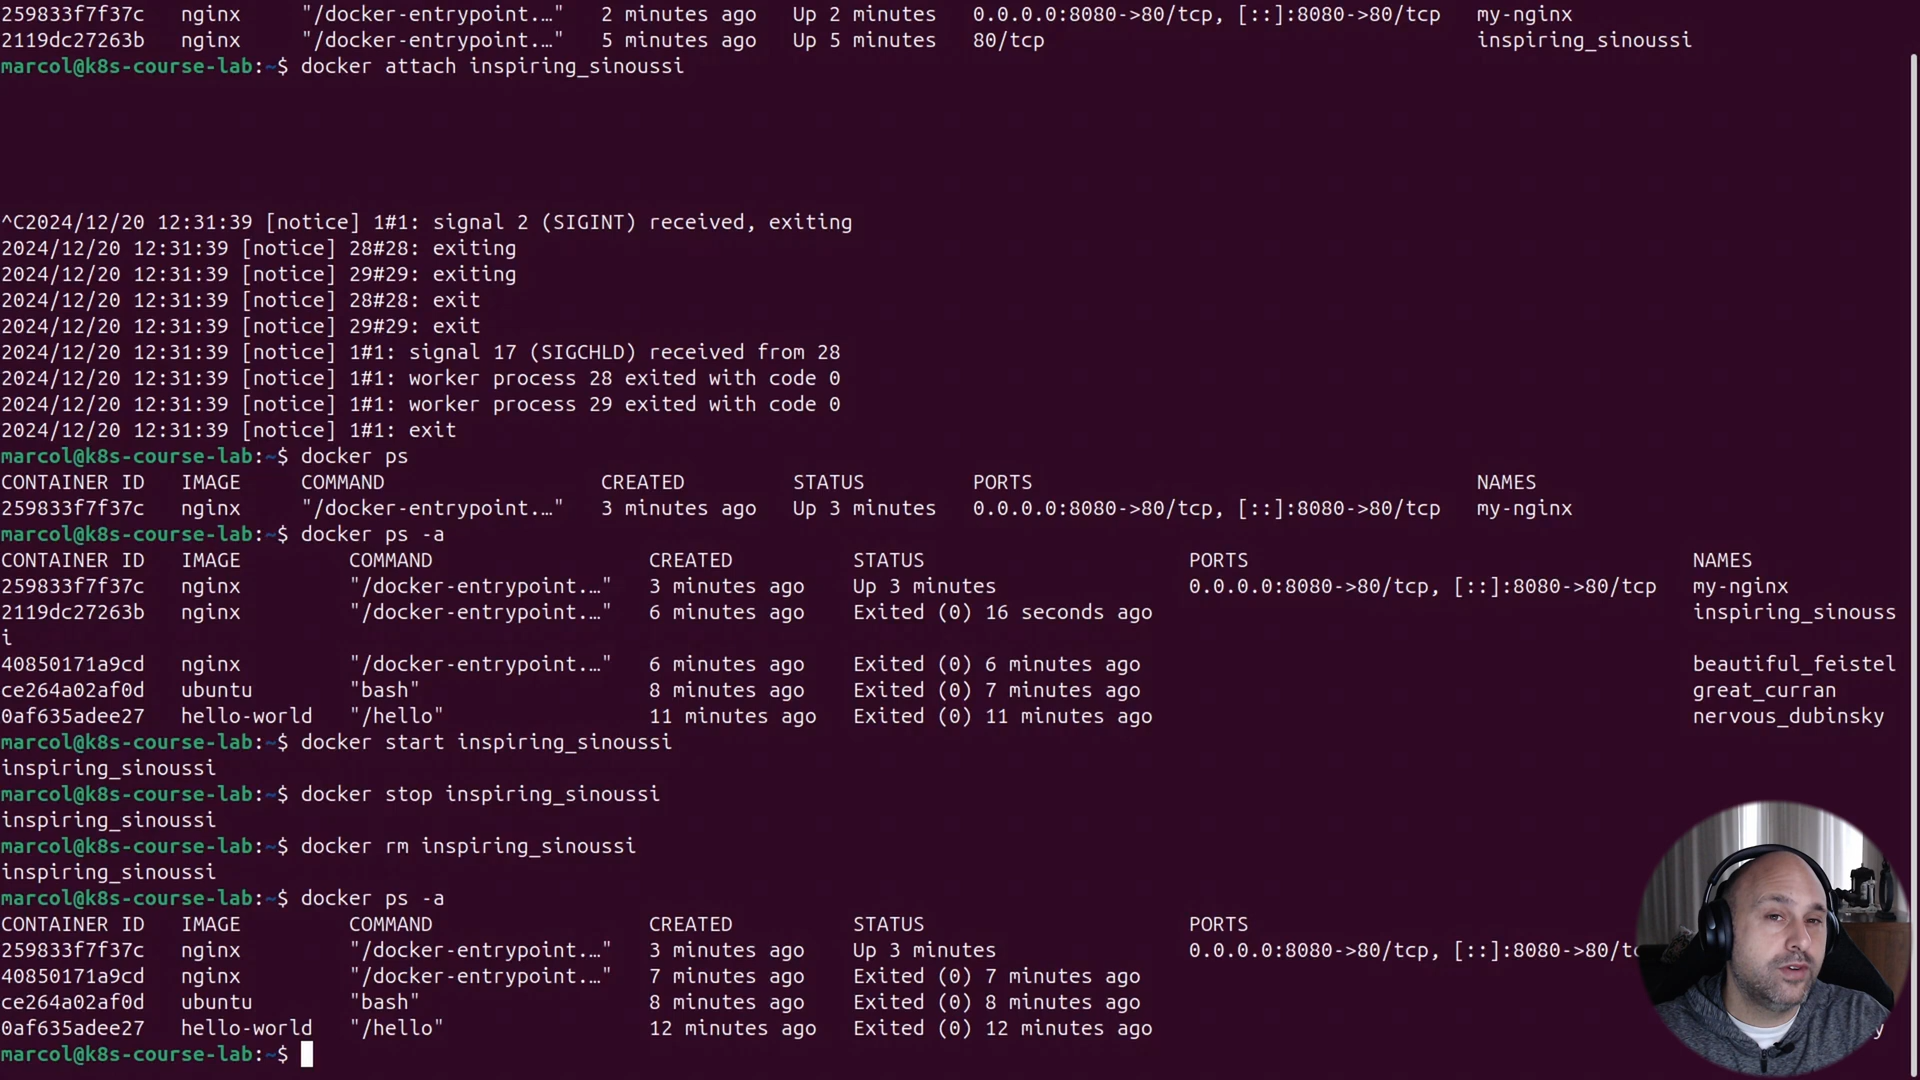 259833f7f37c   nginx     "/docker-entrypoint.…"   2 minutes ago   Up 2 minutes   0.0.0.0:8080->80/tcp, [::]:8080->80/tcp   my-nginx
2119dc27263b   nginx     "/docker-entrypoint.…"   5 minutes ago   Up 5 minutes   80/tcp                                    inspiring_sinoussi
marcol@k8s-course-lab:~$ docker attach inspiring_sinoussi
^C2024/12/20 12:31:39 [notice] 1#1: signal 2 (SIGINT) received, exiting
2024/12/20 12:31:39 [notice] 28#28: exiting
2024/12/20 12:31:39 [notice] 29#29: exiting
2024/12/20 12:31:39 [notice] 28#28: exit
2024/12/20 12:31:39 [notice] 29#29: exit
2024/12/20 12:31:39 [notice] 1#1: signal 17 (SIGCHLD) received from 28
2024/12/20 12:31:39 [notice] 1#1: worker process 28 exited with code 0
2024/12/20 12:31:39 [notice] 1#1: worker process 29 exited with code 0
2024/12/20 12:31:39 [notice] 1#1: exit
marcol@k8s-course-lab:~$ docker ps
CONTAINER ID   IMAGE     COMMAND                  CREATED         STATUS         PORTS                                     NAMES
259833f7f37c   nginx     "/docker-entrypoint.…"   3 minutes ago   Up 3 minutes   0.0.0.0:8080->80/tcp, [::]:8080->80/tcp   my-nginx
marcol@k8s-course-lab:~$ docker ps -a
CONTAINER ID   IMAGE         COMMAND                  CREATED          STATUS                      PORTS                                     NAMES
259833f7f37c   nginx         "/docker-entrypoint.…"   3 minutes ago    Up 3 minutes                0.0.0.0:8080->80/tcp, [::]:8080->80/tcp   my-nginx
2119dc27263b   nginx         "/docker-entrypoint.…"   6 minutes ago    Exited (0) 16 seconds ago                                             inspiring_sinouss
i
40850171a9cd   nginx         "/docker-entrypoint.…"   6 minutes ago    Exited (0) 6 minutes ago                                              beautiful_feistel
ce264a02af0d   ubuntu        "bash"                   8 minutes ago    Exited (0) 7 minutes ago                                              great_curran
0af635adee27   hello-world   "/hello"                 11 minutes ago   Exited (0) 11 minutes ago                                             nervous_dubinsky
marcol@k8s-course-lab:~$ docker start inspiring_sinoussi
inspiring_sinoussi
marcol@k8s-course-lab:~$ docker stop inspiring_sinoussi
inspiring_sinoussi
marcol@k8s-course-lab:~$ docker rm inspiring_sinoussi
inspiring_sinoussi
marcol@k8s-course-lab:~$ docker ps -a
CONTAINER ID   IMAGE         COMMAND                  CREATED          STATUS                      PORTS
259833f7f37c   nginx         "/docker-entrypoint.…"   3 minutes ago    Up 3 minutes                0.0.0.0:8080->80/tcp, [::]:8080->80/tc
40850171a9cd   nginx         "/docker-entrypoint.…"   7 minutes ago    Exited (0) 7 minutes ago
ce264a02af0d   ubuntu        "bash"                   8 minutes ago    Exited (0) 8 minutes ago
0af635adee27   hello-world   "/hello"                 12 minutes ago   Exited (0) 12 minutes ago
marcol@k8s-course-lab:~$